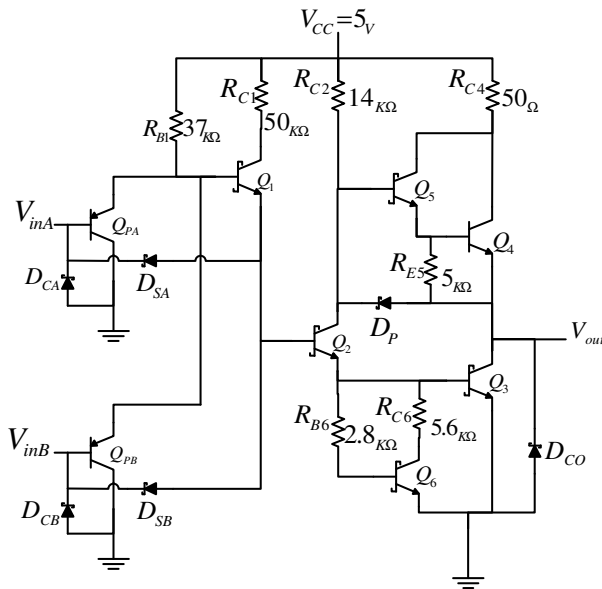 V_CC=5_V
R_C1
50_KΩ
R_C2
14_KΩ
R_C4
50_Ω
R_B1
37_KΩ
Q_1
Q_5
Q_4
V_inA
Q_PA
D_CA
D_SA
R_E5
5_KΩ
D_P
Q_2
V_out
Q_3
R_B6
2.8_KΩ
R_C6
5.6_KΩ
V_inB
Q_PB
D_CB
D_SB
Q_6
D_CO